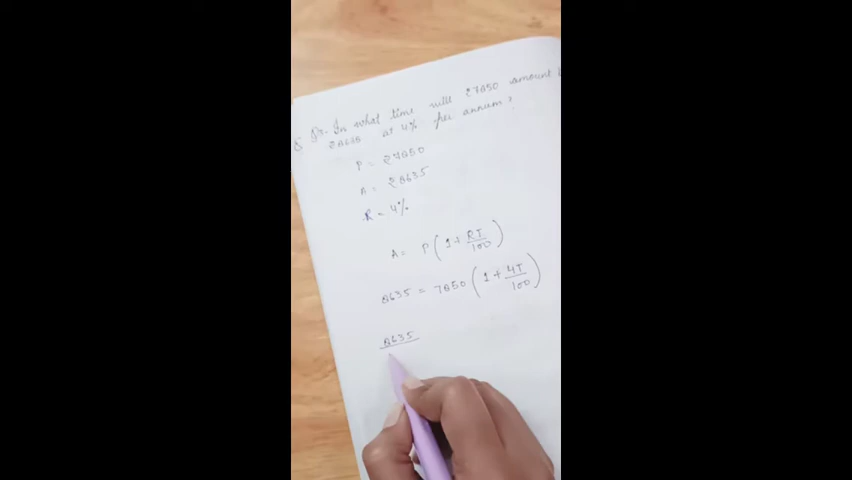 Q. In what time will ₹7850 amount
₹8635 at 4% per annum?
P = ₹7850
A = ₹8635
R = 4%
A = P(1+RT/100)
8635 = 7850(1+4T/100)
8635